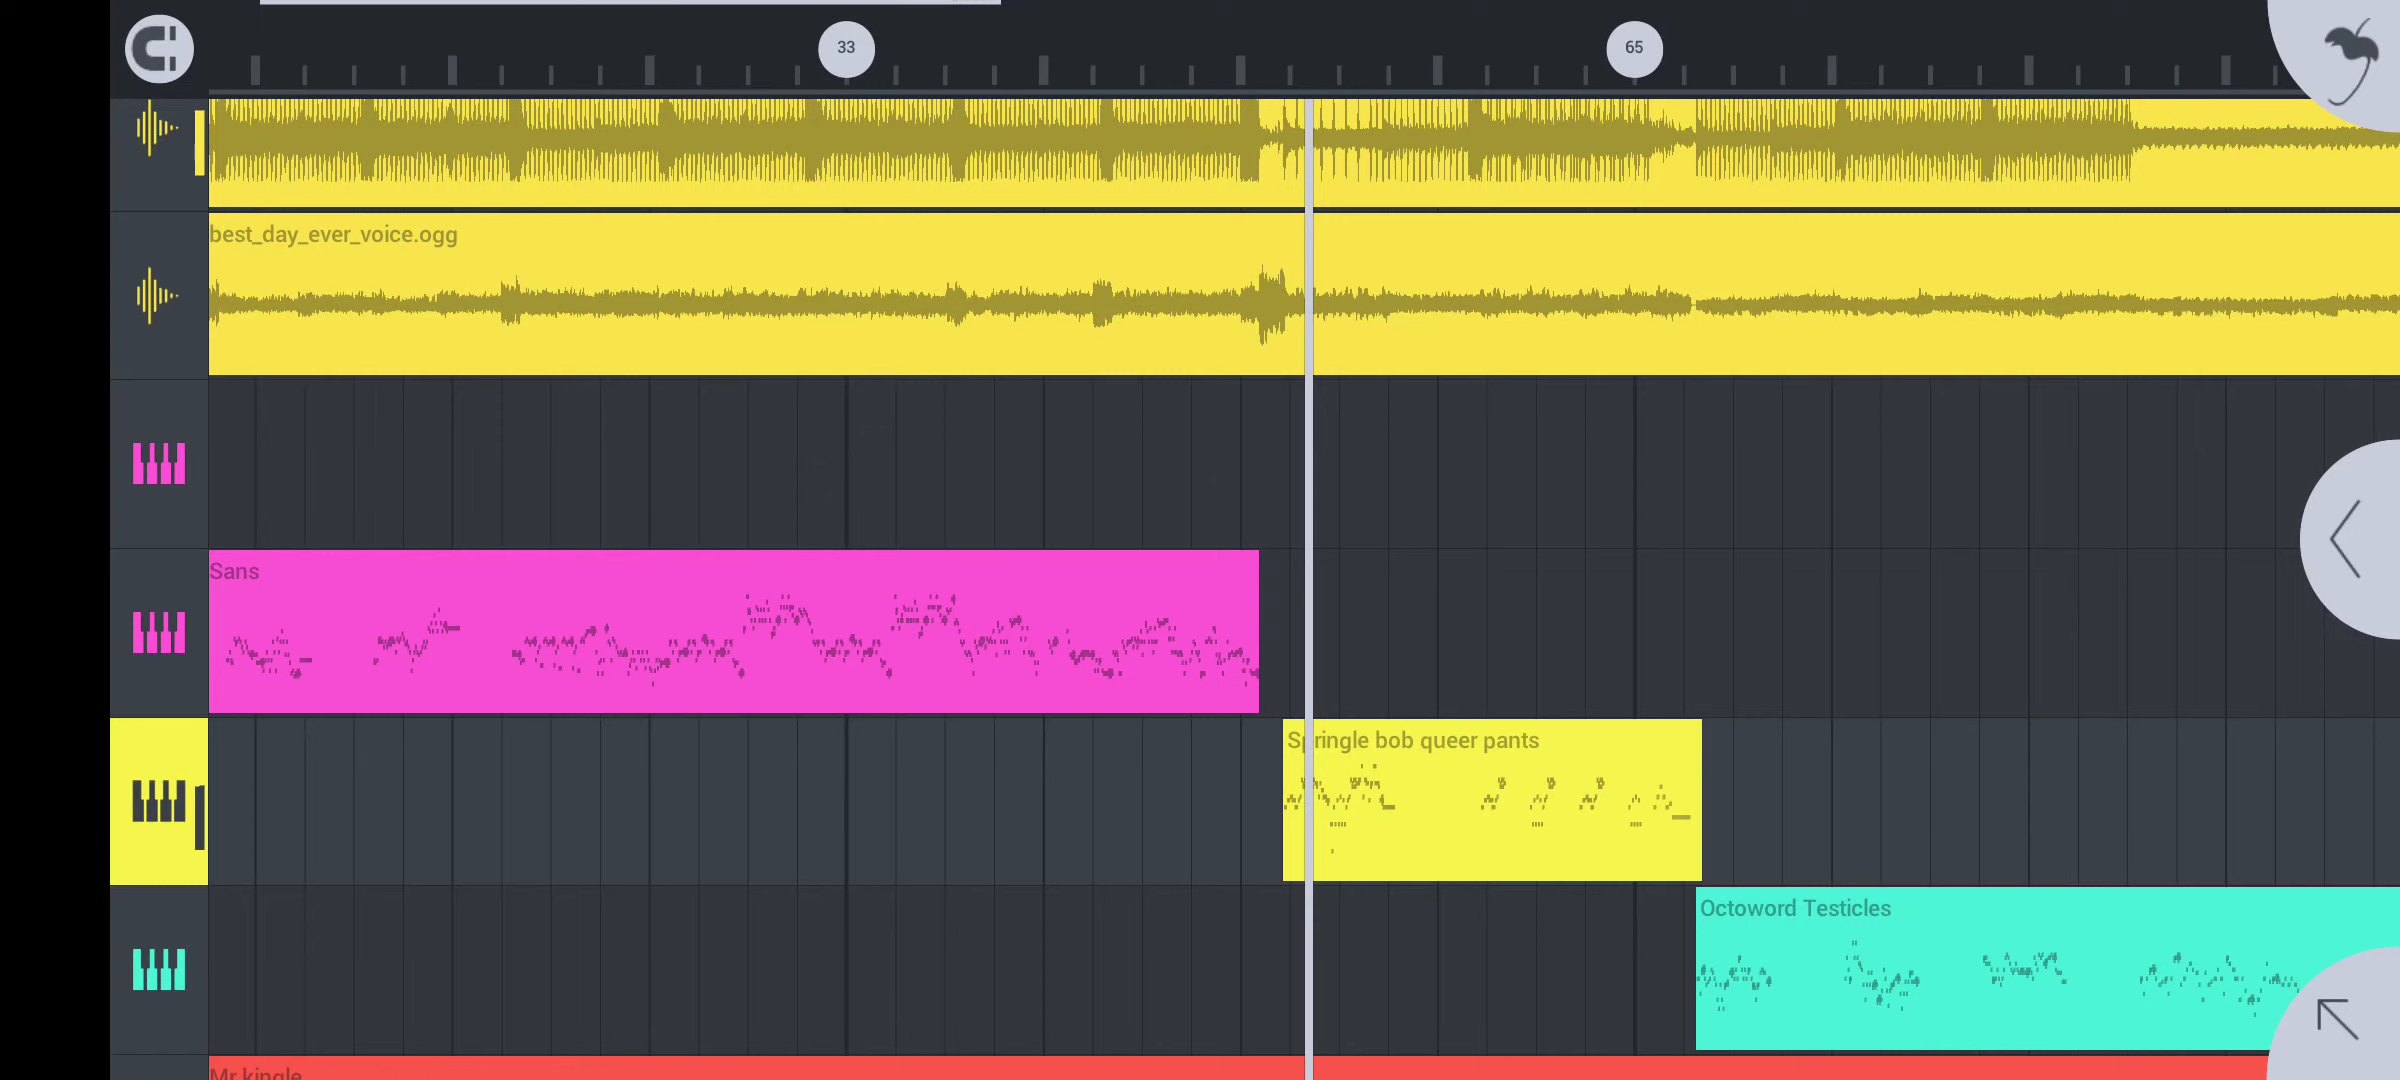 33
65
best_day_ever_voice.ogg
Sans
Springle bob queer pants
Octoword Testicles
Mr kingle